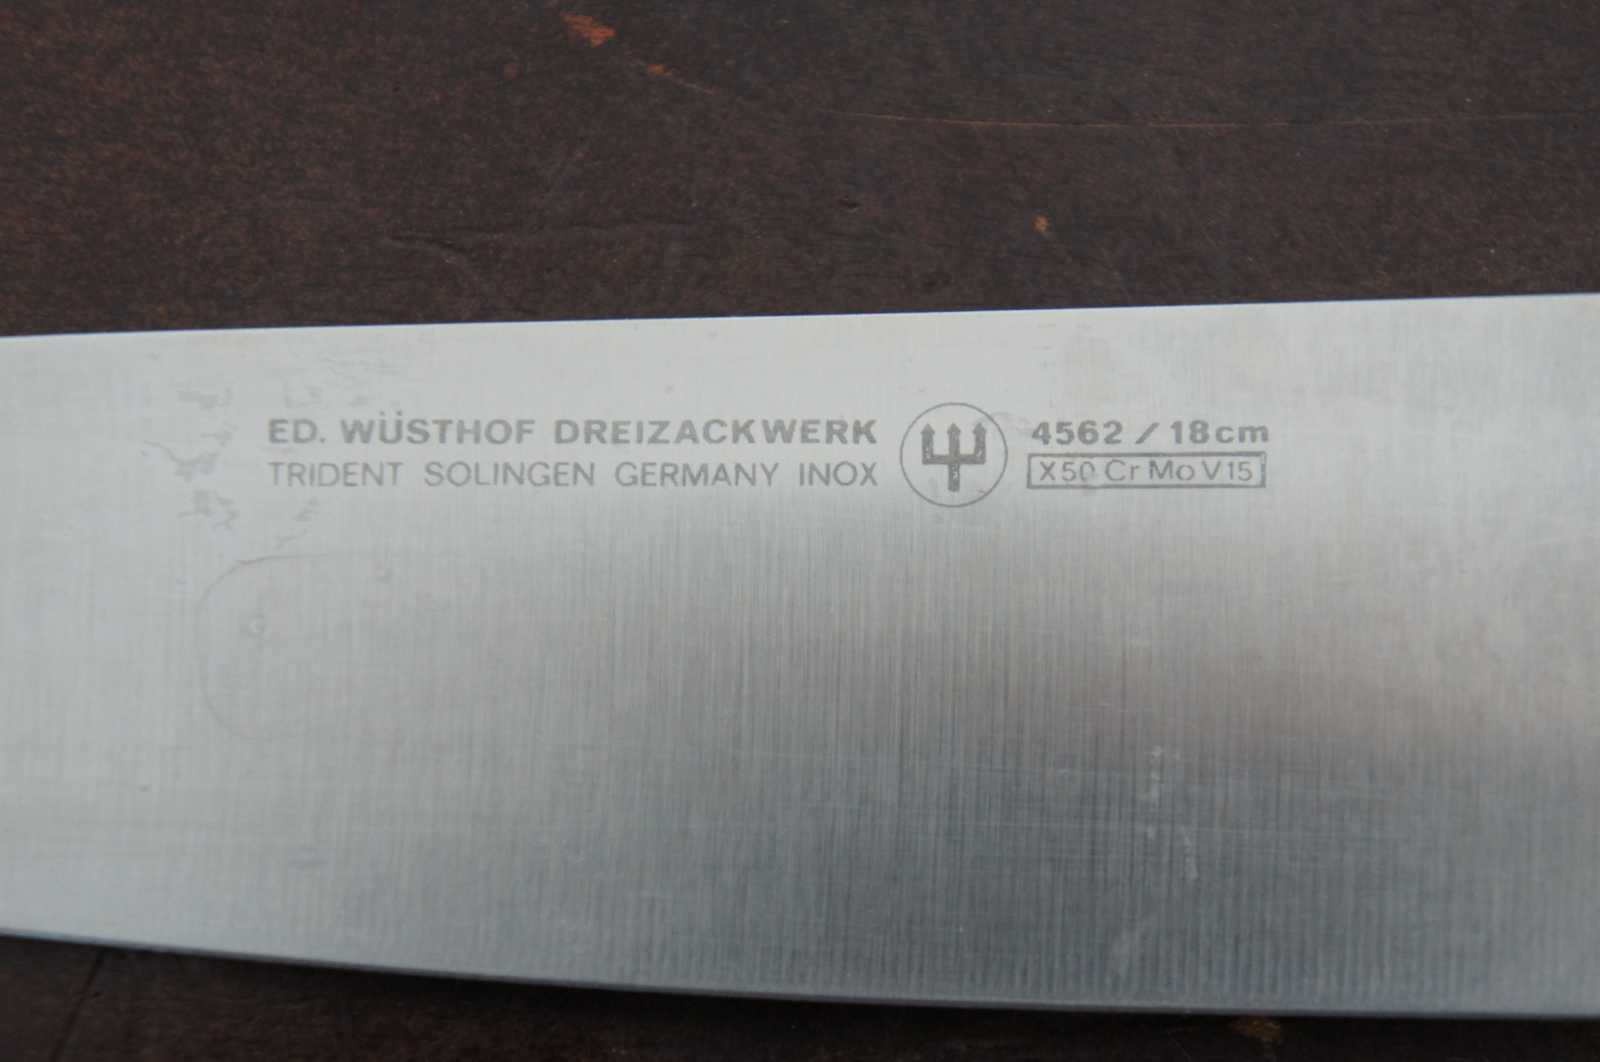 ED. WÜSTHOF DREIZACKWERK 4562 / 18cm
TRIDENT SOLINGEN GERMANY INOX X50 Cr Mo V15